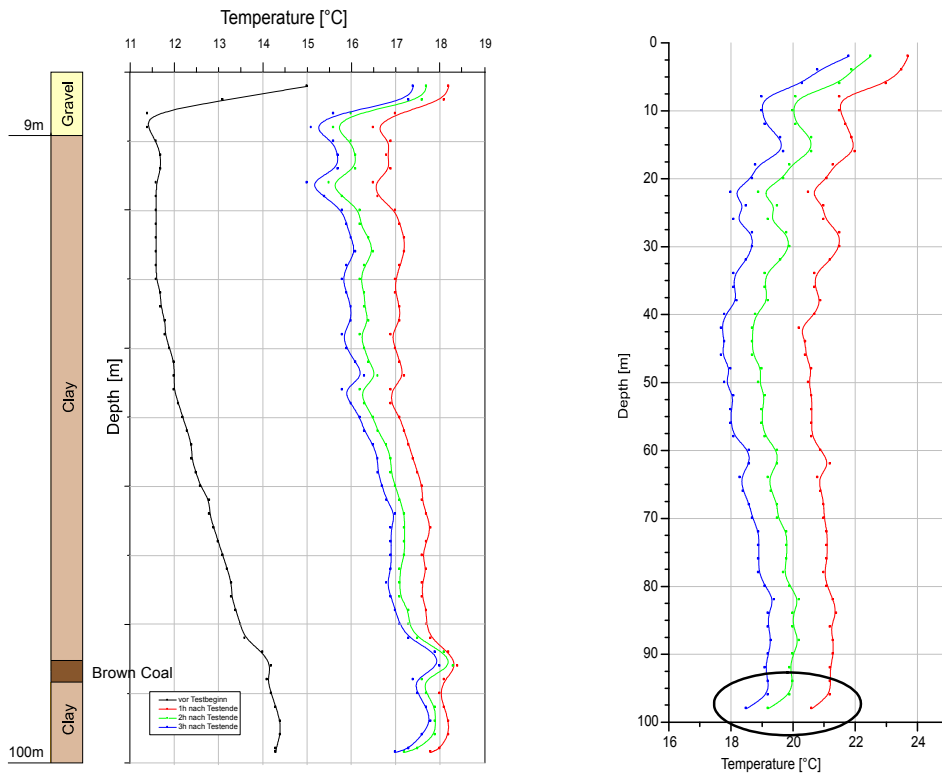 Temperature [°C]
11 12 13 14 15 16 17 18 19
Gravel
9m
Clay
Brown Coal
Clay
100m
Depth [m]
vor Testbeginn
1h nach Testende
2h nach Testende
3h nach Testende
0
10
20
30
40
50
60
70
80
90
100
Depth [m]
16 18 20 22 24
Temperature [°C]